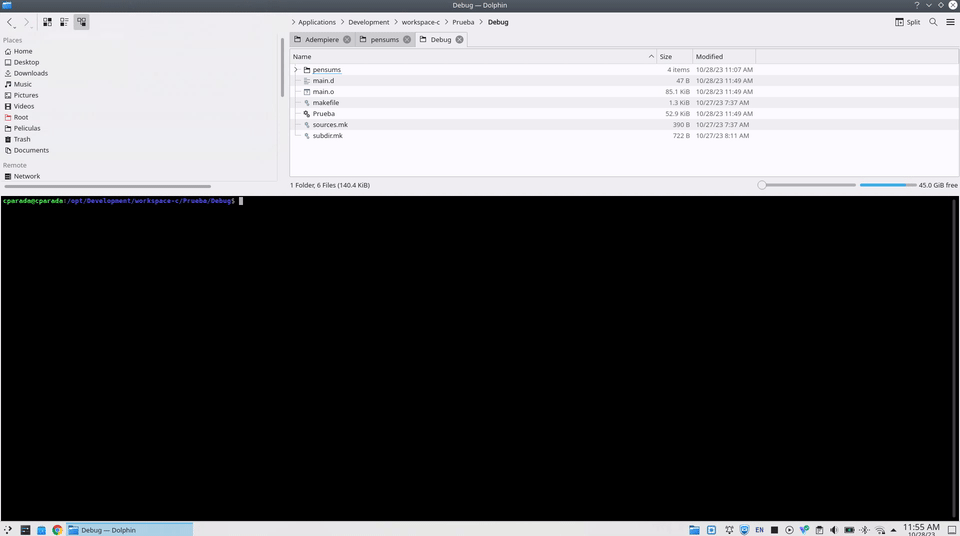 Debug — Dolphin
Applications > Development > workspace-c > Prueba > Debug
Split
Places
Home
Desktop
Downloads
Music
Pictures
Videos
Root
Peliculas
Trash
Documents
Remote
Network
Adempiere
pensums
Debug
Name Size Modified
pensums 4 items 10/28/23 11:07 AM
main.d 47 B 10/28/23 11:49 AM
main.o 85.1 KiB 10/28/23 11:49 AM
makefile 1.3 KiB 10/27/23 7:37 AM
Prueba 52.9 KiB 10/28/23 11:49 AM
sources.mk 390 B 10/27/23 7:37 AM
subdir.mk 722 B 10/27/23 8:11 AM
1 Folder, 6 Files (140.4 KiB)
45.0 GiB free
cparada@cparada:/opt/Development/workspace-c/Prueba/Debug$
Debug — Dolphin
EN
11:55 AM
10/28/23